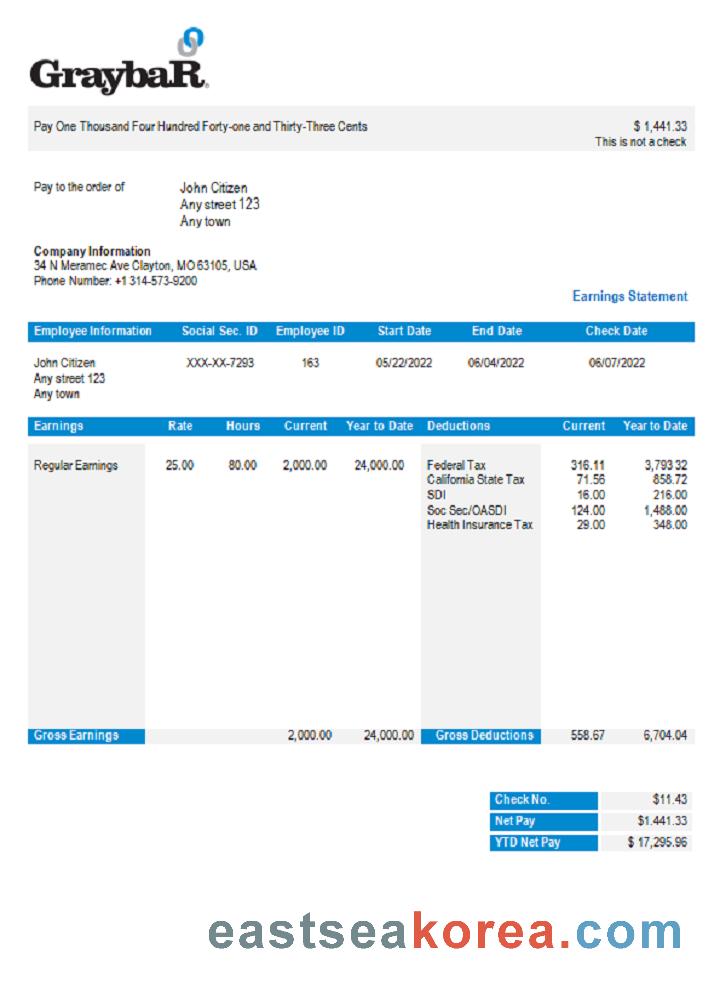 GraybaR
Pay One Thousand Four Hundred Forty-one and Thirty-Three Cents $ 1,441.33
This is not a check
Pay to the order of John Citizen
Any street 123
Any town
Company Information
34 N Meramec Ave Clayton, MO 63105, USA
Phone Number: +1 314-573-9200
Earnings Statement
Employee Information Social Sec. ID Employee ID Start Date End Date Check Date
John Citizen XXX-XX-7293 163 05/22/2022 06/04/2022 06/07/2022
Any street 123
Any town
Earnings Rate Hours Current Year to Date Deductions Current Year to Date
Regular Earnings 25.00 80.00 2,000.00 24,000.00 Federal Tax 316.11 3,793 32
California State Tax 71.56 858.72
SDI 16.00 216.00
Soc Sec/OASDI 124.00 1,488.00
Health Insurance Tax 29.00 348.00
Gross Earnings 2,000.00 24,000.00 Gross Deductions 558.67 6,704.04
Check No. $11.43
Net Pay $1.441.33
YTD Net Pay $ 17,295.96
eastseakorea.com